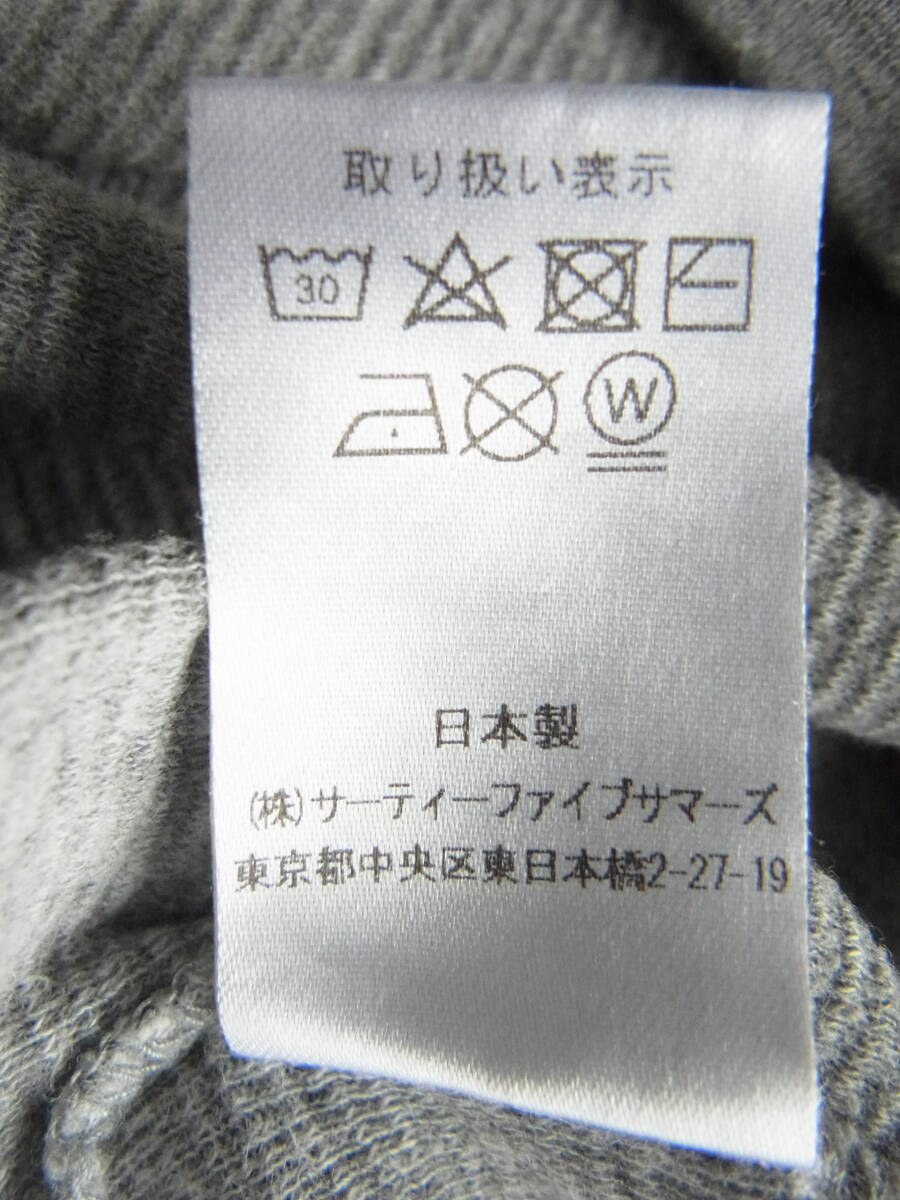 取り扱い表示
30
W
日本製
(株)サーティーファイブサマーズ
東京都中央区東日本橋2-27-19